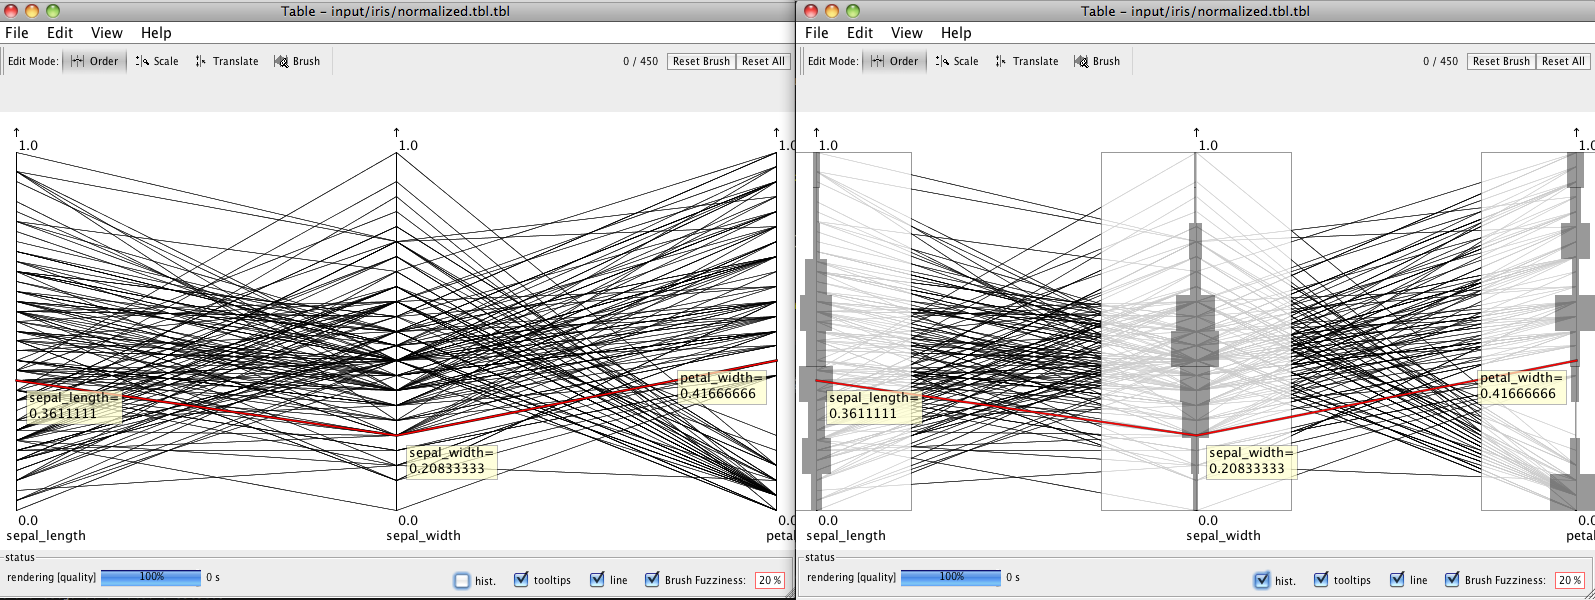 Table – input/iris/normalized.tbl.tbl
File Edit View Help
Edit Mode: Order Scale Translate Brush 0 / 450 Reset Brush Reset All
1.0 1.0 1.0
sepal_length=
0.3611111
petal_width=
0.41666666
sepal_width=
0.20833333
0.0 0.0 0.0
sepal_length sepal_width petal
status
rendering [quality] 100% 0 s hist. tooltips line Brush Fuzziness: 20 %
Table – input/iris/normalized.tbl.tbl
File Edit View Help
Edit Mode: Order Scale Translate Brush 0 / 450 Reset Brush Reset All
1.0 1.0 1.0
sepal_length=
0.3611111
petal_width=
0.41666666
sepal_width=
0.20833333
0.0 0.0 0.0
sepal_length sepal_width petal
status
rendering [quality] 100% 0 s hist. tooltips line Brush Fuzziness: 20 %